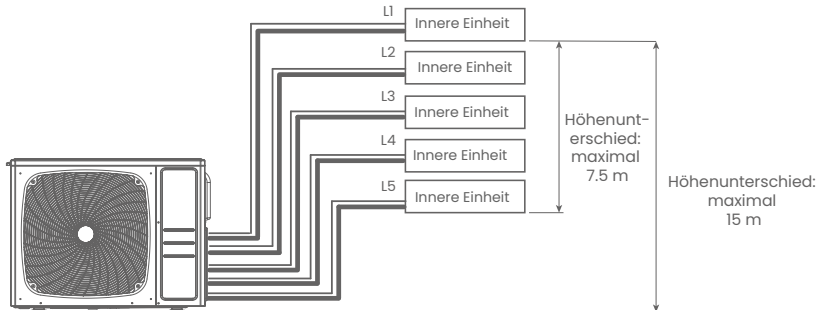 L1
Innere Einheit
L2
Innere Einheit
L3
Innere Einheit
L4
Innere Einheit
L5
Innere Einheit
Höhenunt-
erschied:
maximal
7.5 m
Höhenunterschied:
maximal
15 m